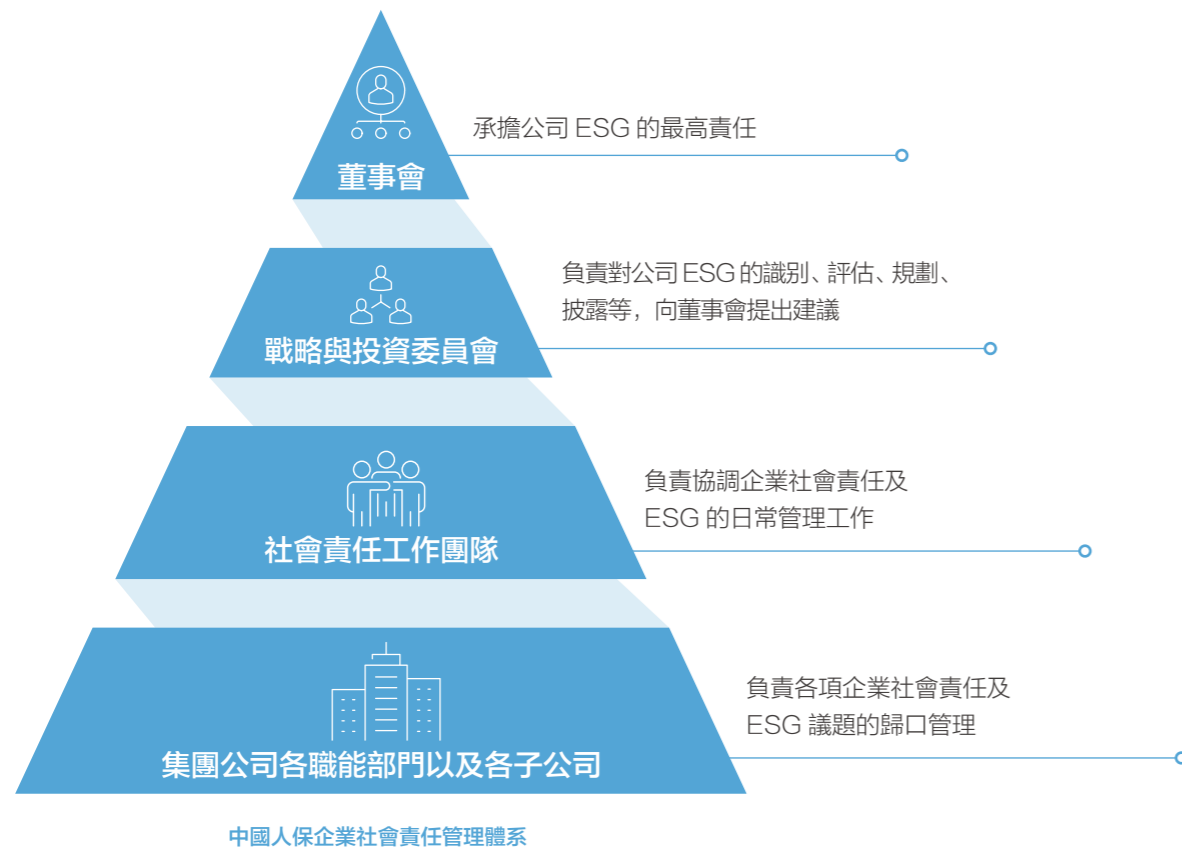 承擔公司 ESG 的最高責任
董事會
負責對公司 ESG 的識別、評估、規劃、
披露等，向董事會提出建議
戰略與投資委員會
負責協調企業社會責任及
ESG 的日常管理工作
社會責任工作團隊
負責各項企業社會責任及
ESG 議題的歸口管理
集團公司各職能部門以及各子公司
中國人保企業社會責任管理體系